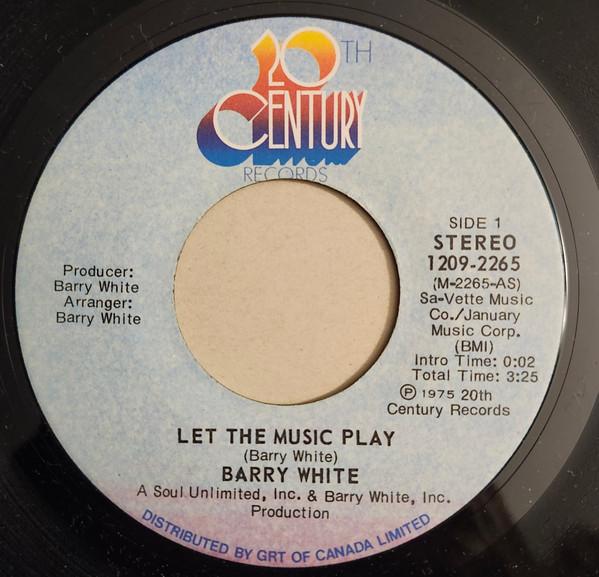 20TH
CENTURY
RECORDS
Producer:
Barry White
Arranger:
Barry White
SIDE 1
STEREO
1209-2265
(M-2265-AS)
Sa-Vette Music
Co./January
Music Corp.
(BMI)
Intro Time: 0:02
Total Time: 3:25
Ⓟ 1975 20th
Century Records
LET THE MUSIC PLAY
(Barry White)
BARRY WHITE
A Soul Unlimited, Inc. & Barry White, Inc.
Production
DISTRIBUTED BY GRT OF CANADA LIMITED